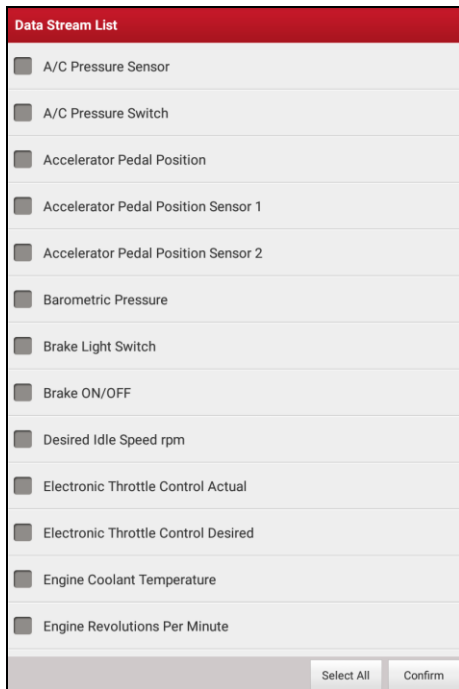 Data Stream List
A/C Pressure Sensor
A/C Pressure Switch
Accelerator Pedal Position
Accelerator Pedal Position Sensor 1
Accelerator Pedal Position Sensor 2
Barometric Pressure
Brake Light Switch
Brake ON/OFF
Desired Idle Speed rpm
Electronic Throttle Control Actual
Electronic Throttle Control Desired
Engine Coolant Temperature
Engine Revolutions Per Minute
Select All Confirm